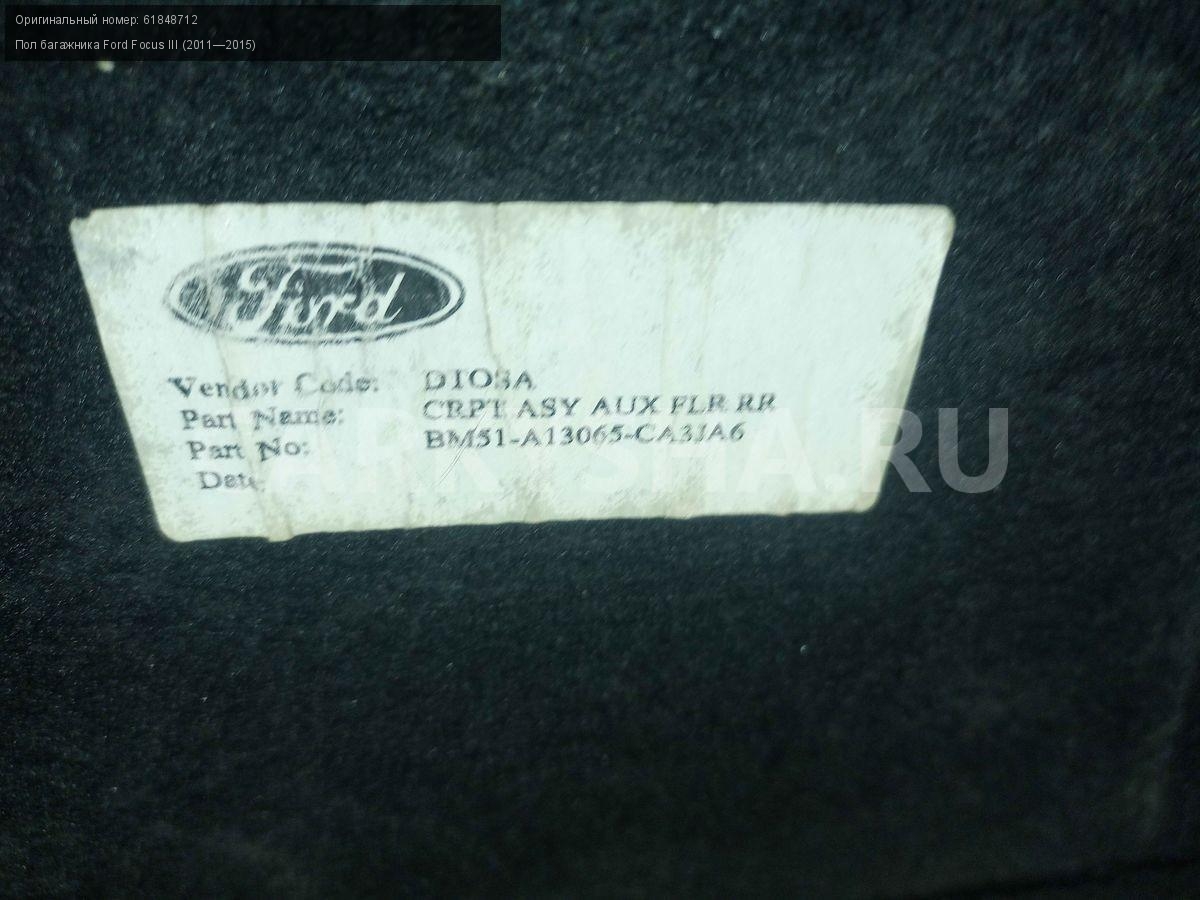 Оригинальный номер: 61848712
Пол багажника Ford Focus III (2011—2015)
Ford
Vendor Code: DIOSA
Part Name: CRPT ASY AUX FLR RR
Part No: BM51-A13065-CA3JA6
Date
ARKYSHA.RU